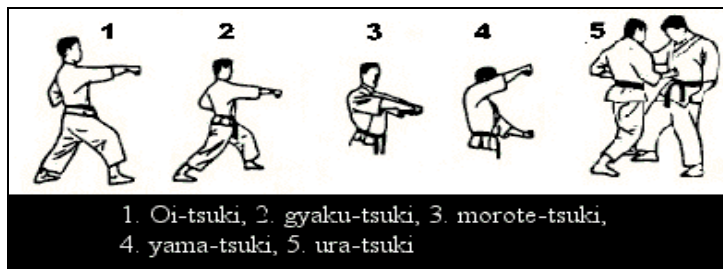 1 2 3 4 5
1. Oi-tsuki, 2. gyaku-tsuki, 3. morote-tsuki,
4. yama-tsuki, 5. ura-tsuki